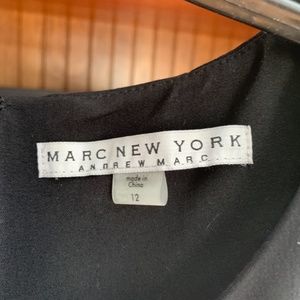 MARC NEW YORK
ANDREW MARC
made in
China
12